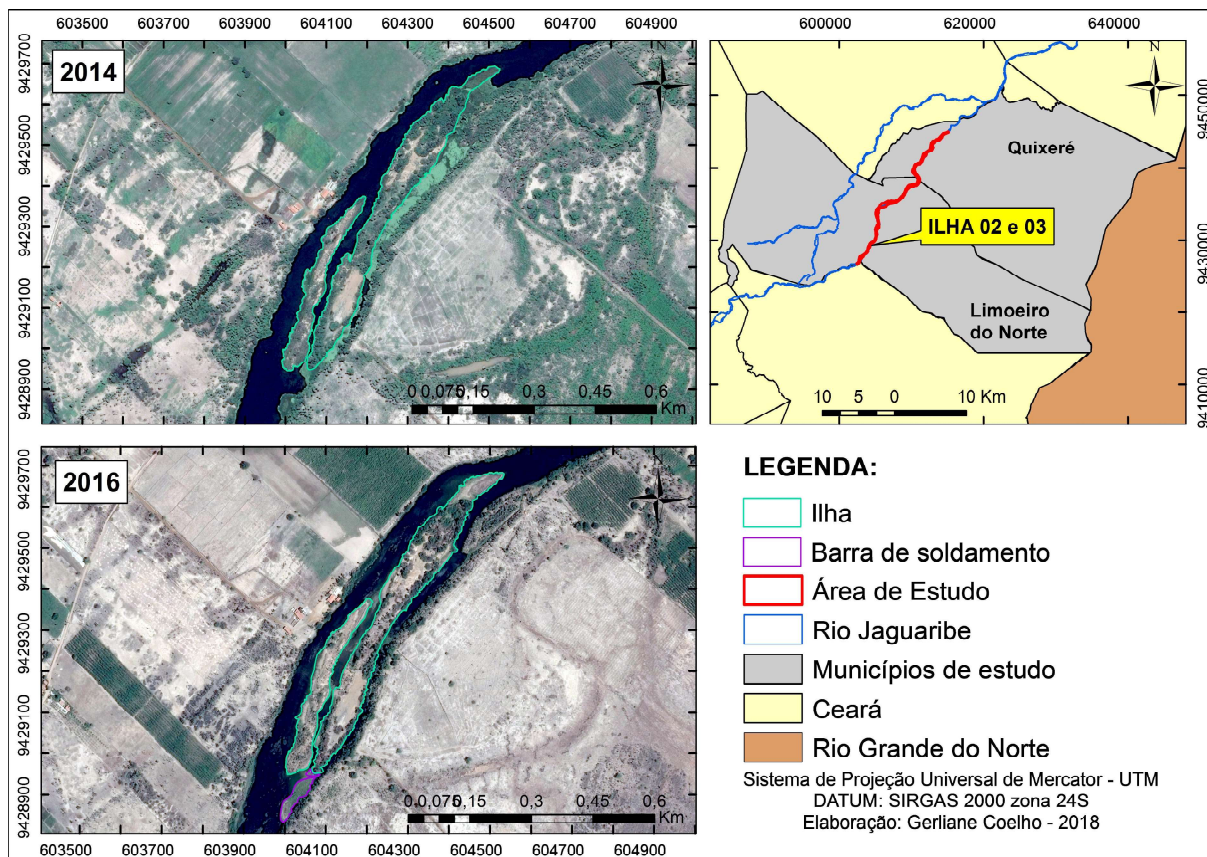 603500 603700 603900 604100 604300 604500 604700 604900
600000 620000 640000
2014
N
9429700
9429500
9429300
9429100
9428900
0 0,075 0,15 0,3 0,45 0,6
Km
N
Quixeré
ILHA 02 e 03
Limoeiro
do Norte
10 5 0 10 Km
9450000
9430000
9410000
2016
N
9429700
9429500
9429300
9429100
9428900
0 0,075 0,15 0,3 0,45 0,6
Km
603500 603700 603900 604100 604300 604500 604700 604900
LEGENDA:
Ilha
Barra de soldamento
Área de Estudo
Rio Jaguaribe
Municípios de estudo
Ceará
Rio Grande do Norte
Sistema de Projeção Universal de Mercator - UTM
DATUM: SIRGAS 2000 zona 24S
Elaboração: Gerliane Coelho - 2018